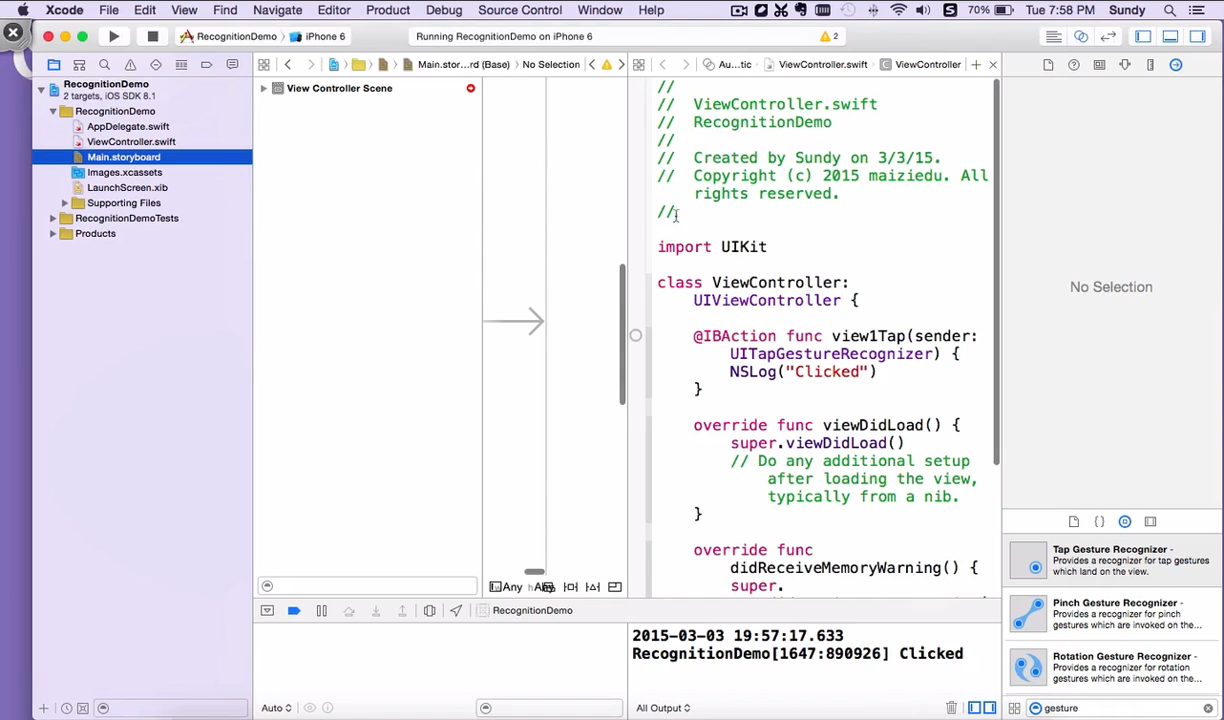 Xcode File Edit View Find Navigate Editor Product Debug Source Control Window Help 70% Tue 7:58 PM Sundy
RecognitionDemo iPhone 6 Running RecognitionDemo on iPhone 6 2
Main.stor...rd (Base) No Selection Au...tic ViewController.swift ViewController
RecognitionDemo
2 targets, iOS SDK 8.1
RecognitionDemo
AppDelegate.swift
ViewController.swift
Main.storyboard
Images.xcassets
LaunchScreen.xib
Supporting Files
RecognitionDemoTests
Products
View Controller Scene
//
// ViewController.swift
// RecognitionDemo
//
// Created by Sundy on 3/3/15.
// Copyright (c) 2015 maiziedu. All
rights reserved.
//
import UIKit
class ViewController:
UIViewController {
@IBAction func view1Tap(sender:
UITapGestureRecognizer) {
NSLog("Clicked")
}
override func viewDidLoad() {
super.viewDidLoad()
// Do any additional setup
after loading the view,
typically from a nib.
}
override func
didReceiveMemoryWarning() {
super.
No Selection
Tap Gesture Recognizer -
Provides a recognizer for tap gestures
which land on the view.
Pinch Gesture Recognizer -
Provides a recognizer for pinch
gestures which are invoked on the...
Rotation Gesture Recognizer -
Provides a recognizer for rotation
gestures which are invoked on the...
Any
RecognitionDemo
2015-03-03 19:57:17.633
RecognitionDemo[1647:890926] Clicked
Auto All Output gesture